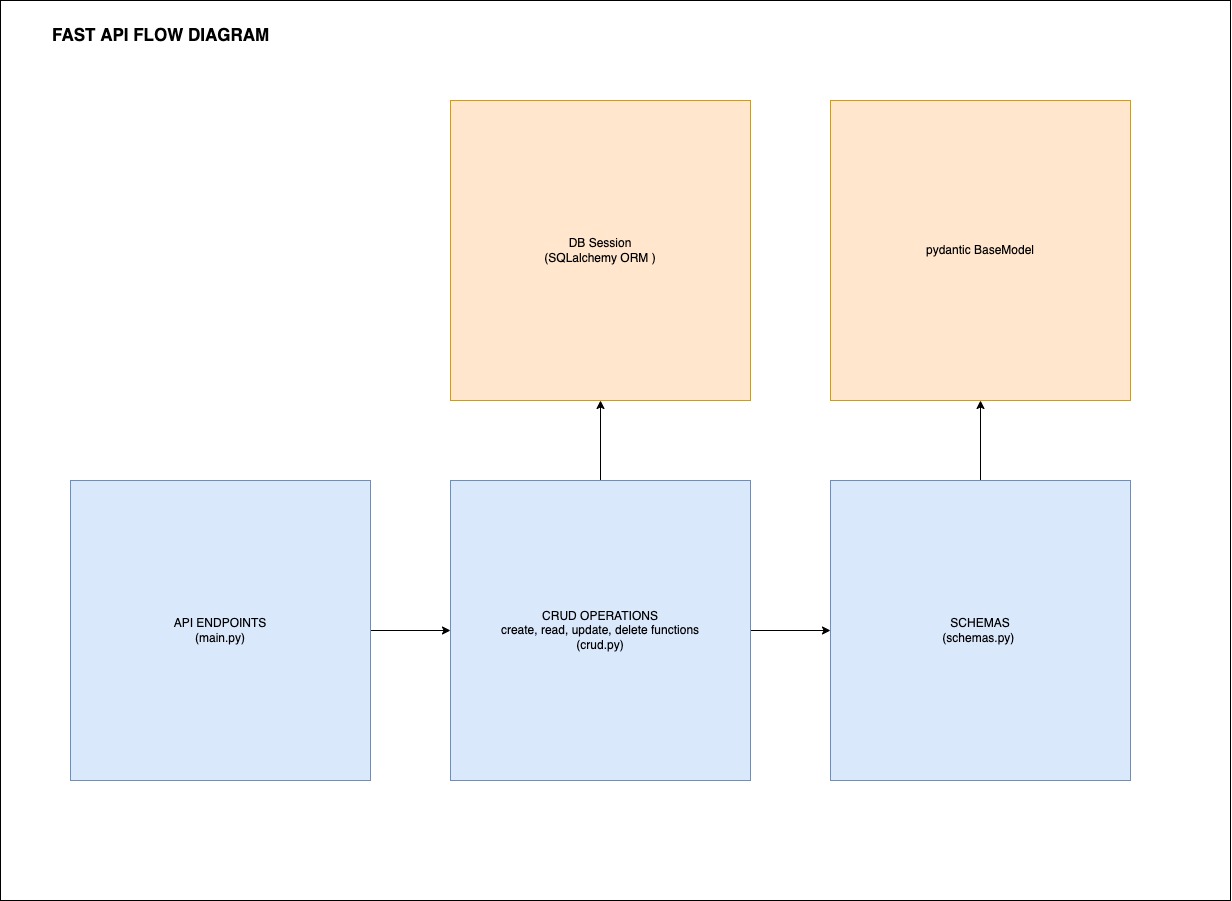 FAST API FLOW DIAGRAM
DB Session
(SQLalchemy ORM )
pydantic BaseModel
API ENDPOINTS
(main.py)
CRUD OPERATIONS
create, read, update, delete functions
(crud.py)
SCHEMAS
(schemas.py)